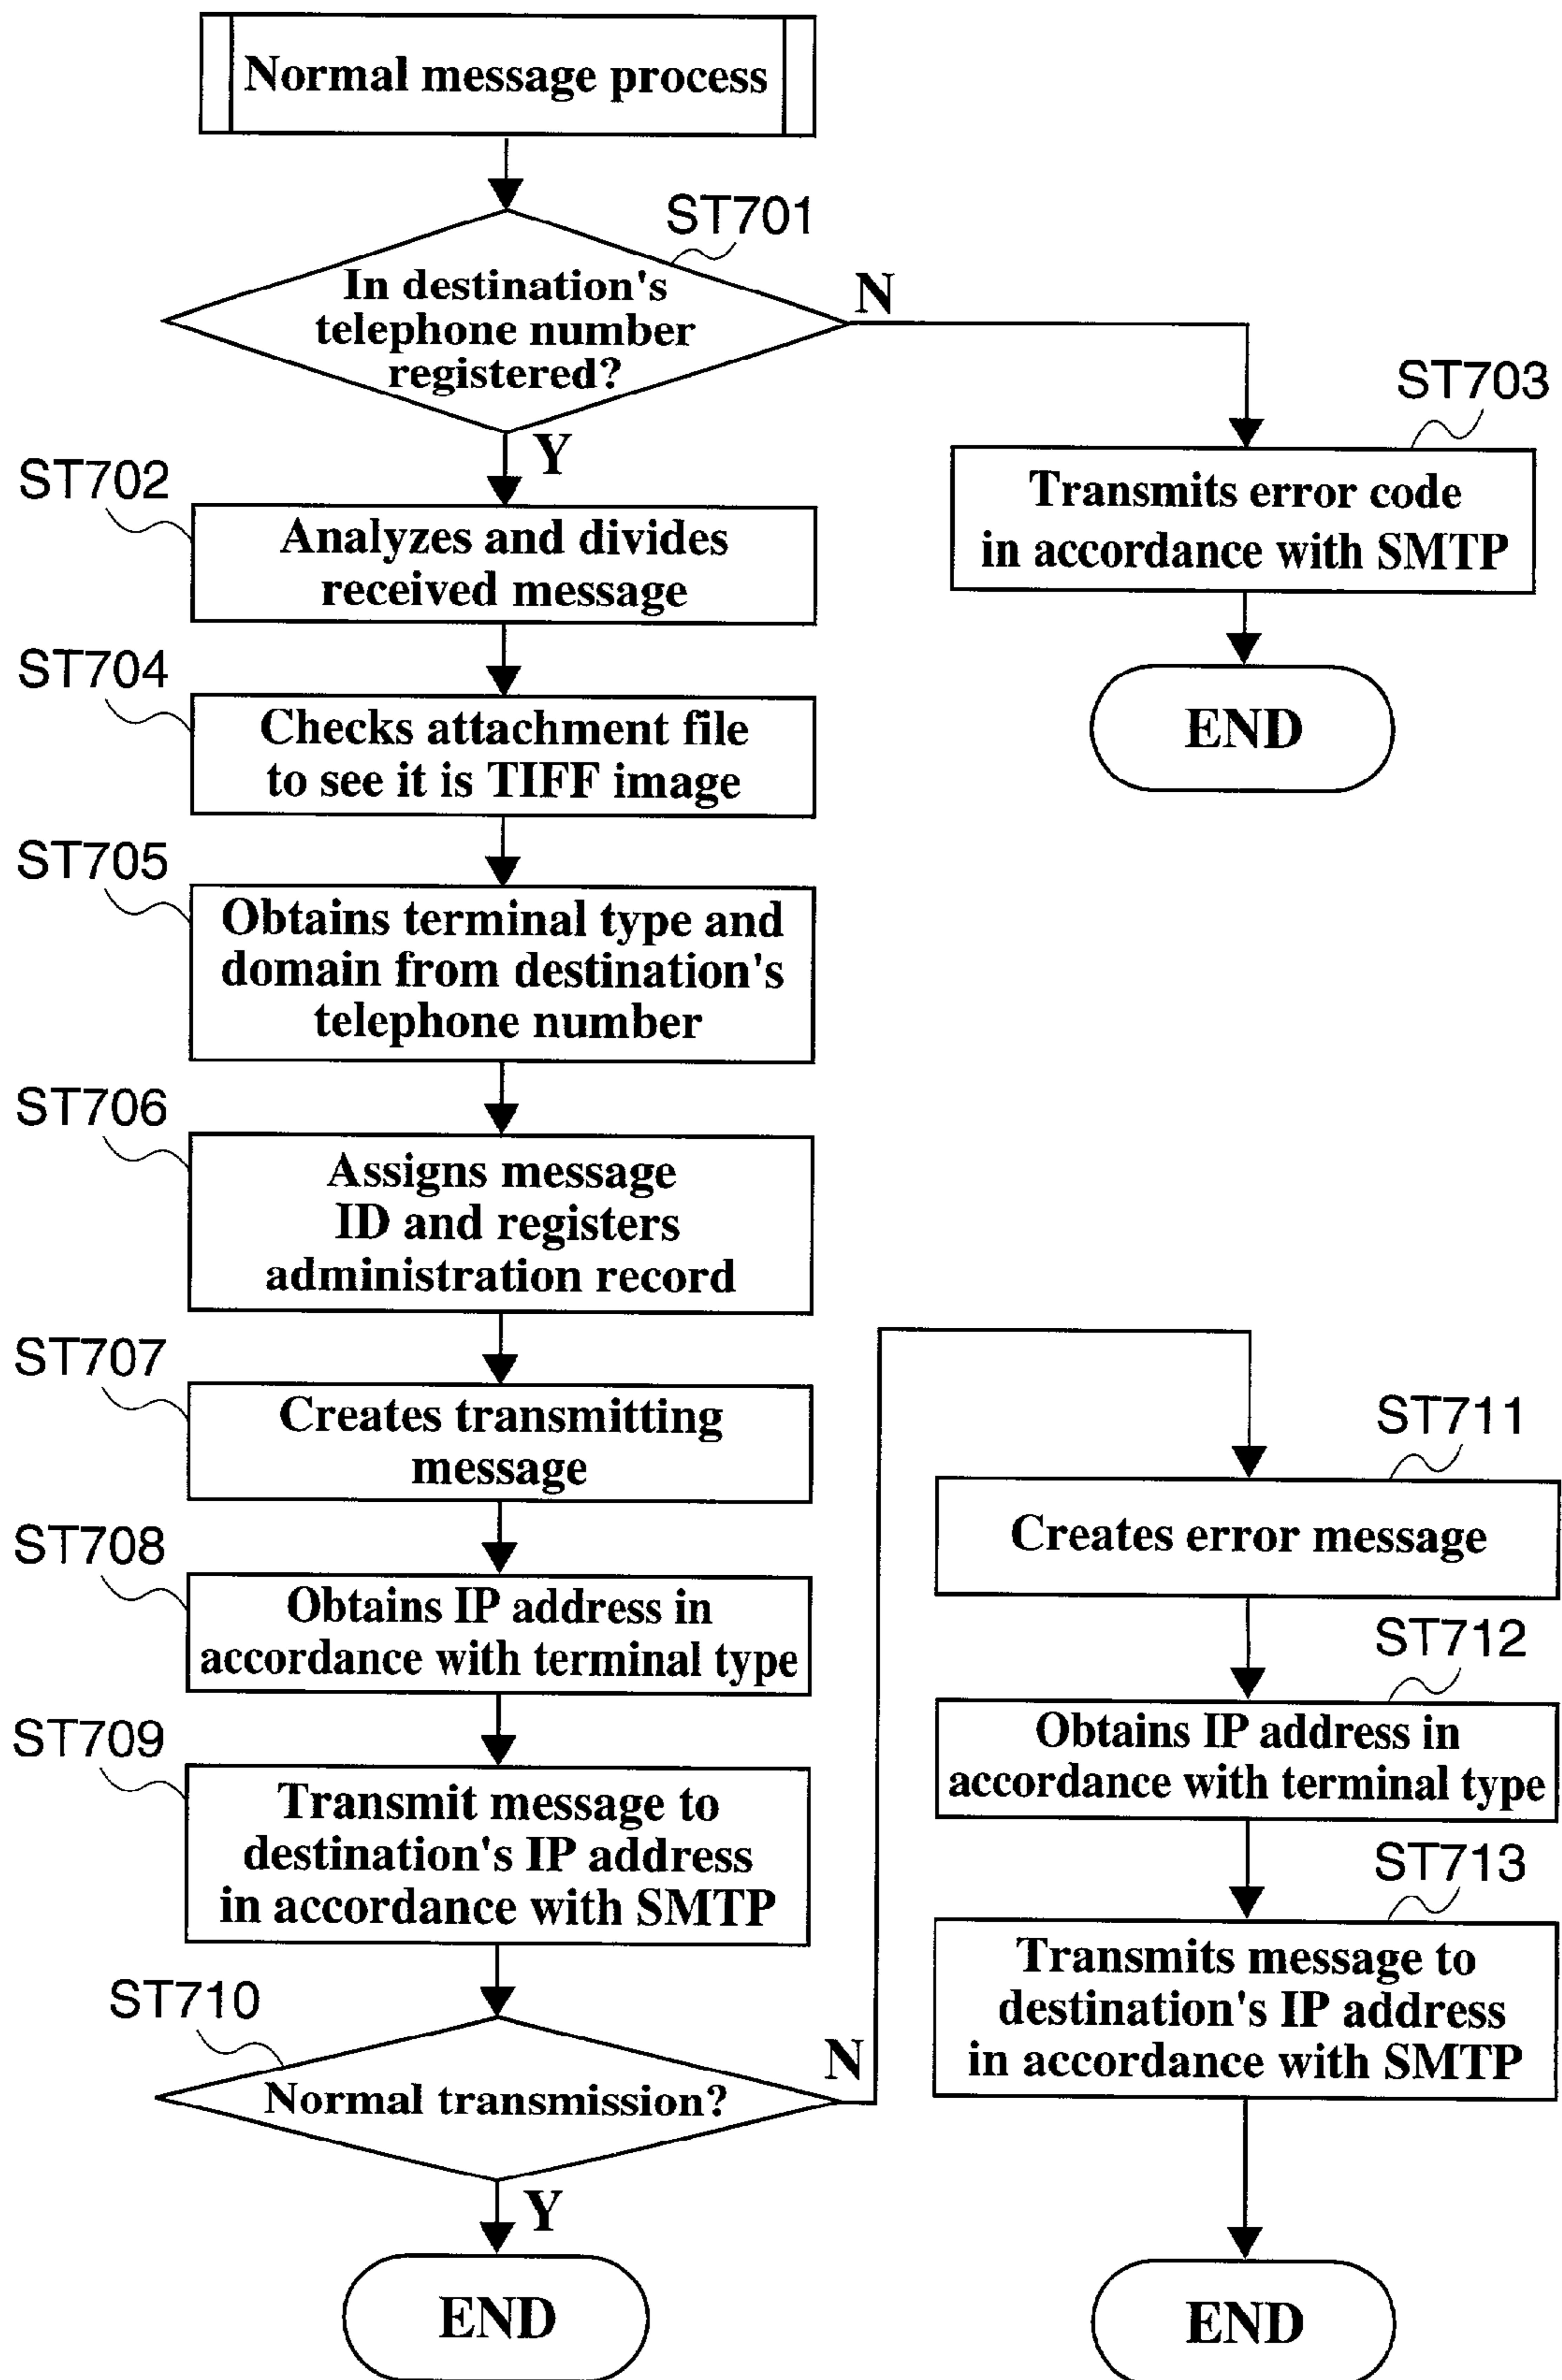 Normal message process
ST701
In destination's
telephone number
registered?
N
Y
ST703
Transmits error code
in accordance with SMTP
END
ST702
Analyzes and divides
received message
ST704
Checks attachment file
to see it is TIFF image
ST705
Obtains terminal type and
domain from destination's
telephone number
ST706
Assigns message
ID and registers
administration record
ST707
Creates transmitting
message
ST708
Obtains IP address in
accordance with terminal type
ST709
Transmit message to
destination's IP address
in accordance with SMTP
ST710
Normal transmission?
N
Y
END
ST711
Creates error message
ST712
Obtains IP address in
accordance with terminal type
ST713
Transmits message to
destination's IP address
in accordance with SMTP
END